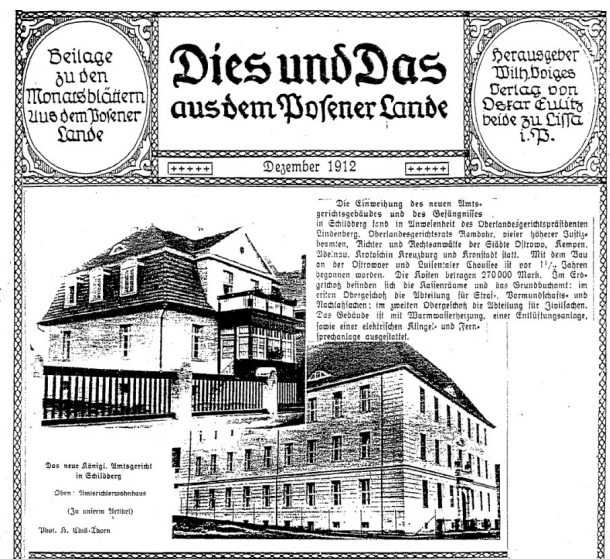 Beilage
zu den
Monatsblättern
Aus dem Posener
Lande
Dies und Das
aus dem Posener Lande
Dezember 1912
Herausgeber
Wilh. Voiges
Verlag von
Oskar Eulitz
beide zu Lissa
i. P.
Die Einweihung des neuen Amts-
gerichtsgebäudes und des Gefängnisses
in Schildberg fand in Anwesenheit des Oberlandesgerichtspräsidenten
Lindenberg, Oberlandesgerichtsrats Ramdohr, vieler höherer Justiz-
beamten, Richter und Rechtsanwälte der Städte Ostrowo, Kempen,
Adelnau, Krotoschin Kreuzburg und Kronstadt statt. Mit dem Bau
an der Ostrower und Luisentaler Chaussee ist vor 1½ Jahren
begonnen worden. Die Kosten betragen 270000 Mark. Im Erd-
geschoß befinden sich die Kassenräume und das Grundbuchamt: im
ersten Obergeschoß die Abteilung für Straf-, Vormundschafts- und
Nachlaßsachen; im zweiten Obergeschoß die Abteilung für Zivilsachen.
Das Gebäude ist mit Warmwasserheizung, einer Entlüftungsanlage,
sowie einer elektrischen Klingel- und Fern-
sprechanlage ausgestattet.
Das neue Königl. Amtsgericht
in Schildberg
Oben: Amtsrichterwohnhaus
(Zu unserm Artikel)
Phot. H. Thorn